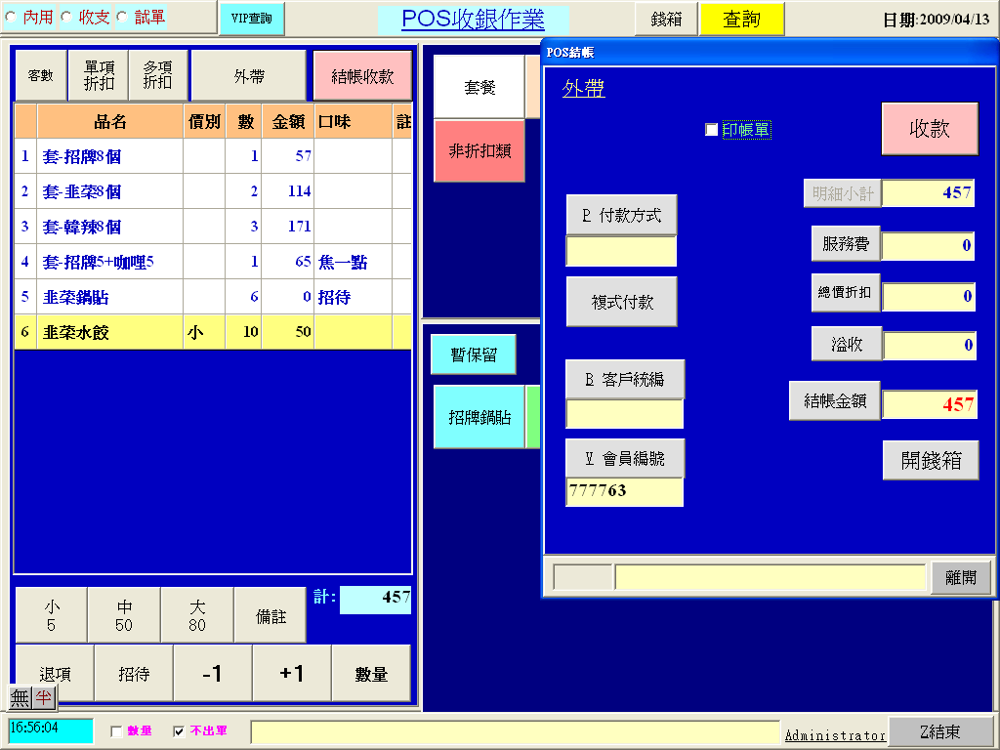 內用 收支 試單 VIP查詢 POS收銀作業 錢箱 查詢 日期:2009/04/13
客數 單項折扣 多項折扣 外帶 結帳收款
品名 價別 數 金額 口味 註
1 套-招牌8個 1 57
2 套-韭菜8個 2 114
3 套-韓辣8個 3 171
4 套-招牌5+咖哩5 1 65 焦一點
5 韭菜鍋貼 6 0 招待
6 韭菜水餃 小 10 50
小 中 大 備註 計: 457
5 50 80
退項 招待 -1 +1 數量
無 半
套餐
非折扣類
暫保留
招牌鍋貼
POS結帳
外帶
印帳單
收款
明細小計 457
P 付款方式
服務費 0
複式付款
總價折扣 0
溢收 0
B 客戶統編
結帳金額 457
V 會員編號
777763
開錢箱
離開
16:56:04 數量 不出單 Administrator Z結束